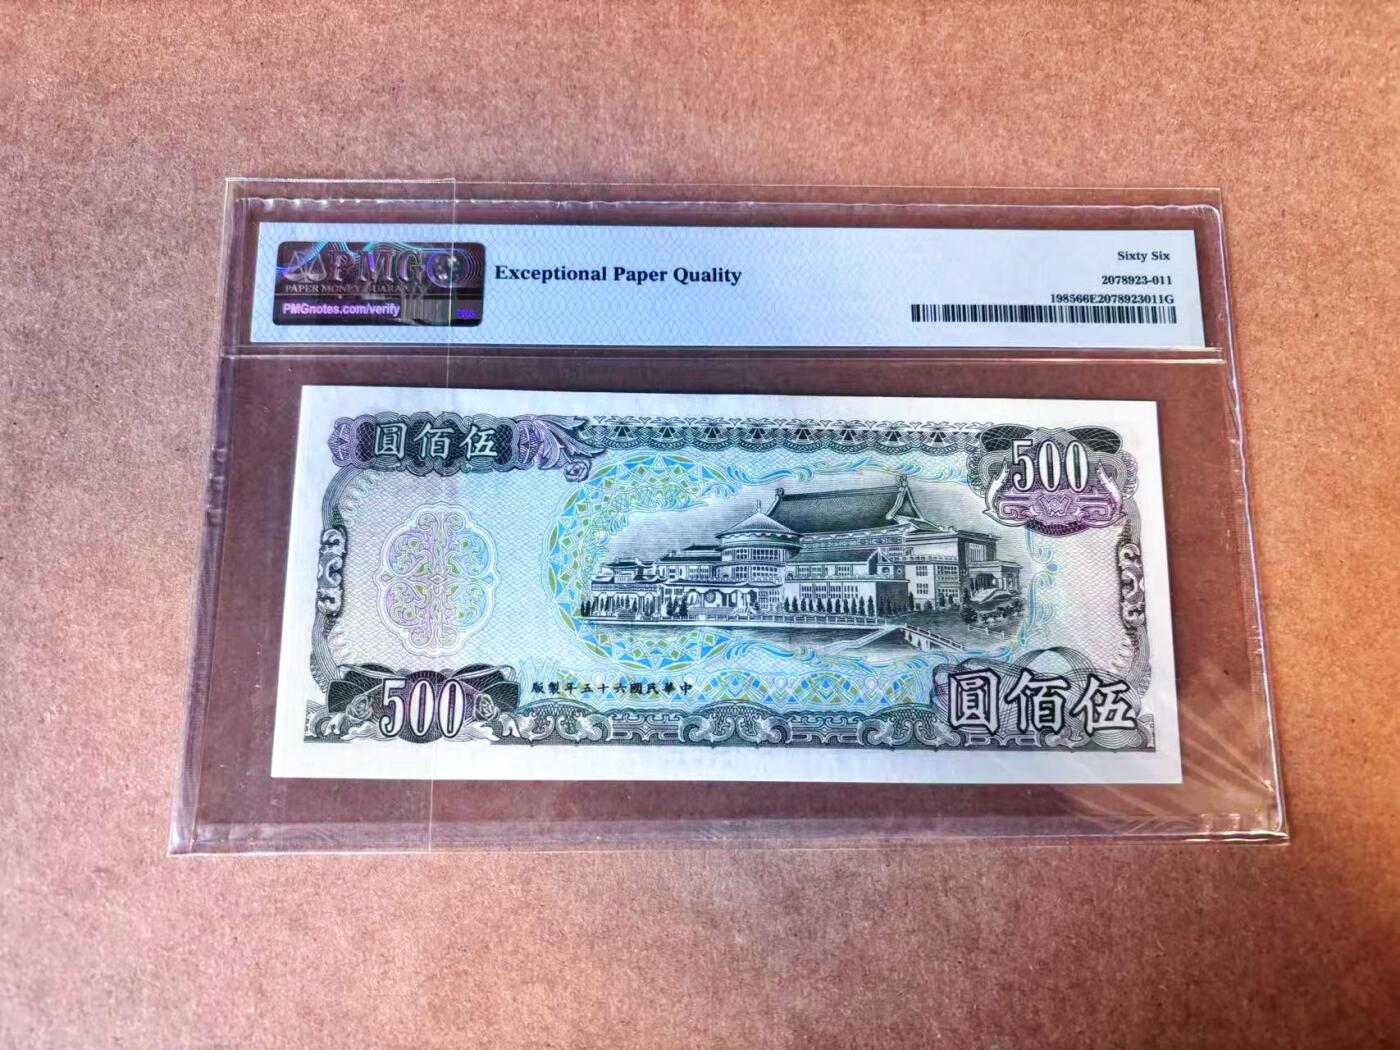 PMG
PAPER MONEY GUARANTY
PMGnotes.com/verify
Exceptional Paper Quality
Sixty Six
2078923-011
198566E2078923011G
圓佰伍
500
500
版製年五十六國民華中
圓佰伍